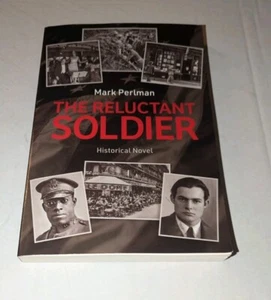 Mark Perlman
THE RELUCTANT
SOLDIER
Historical Novel